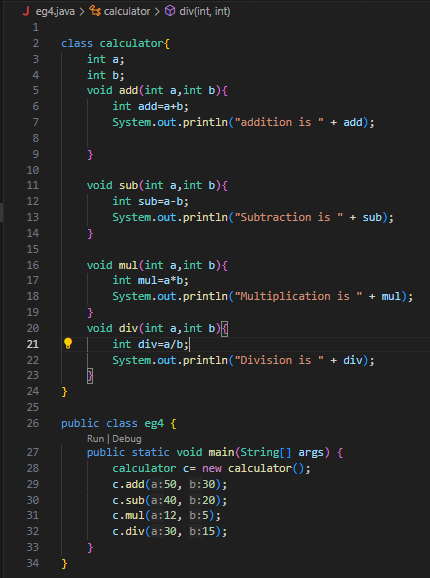 eg4.java > calculator > div(int, int)
1
2 class calculator{
3 int a;
4 int b;
5 void add(int a,int b){
6 int add=a+b;
7 System.out.println("addition is " + add);
8
9 }
10
11 void sub(int a,int b){
12 int sub=a-b;
13 System.out.println("Subtraction is " + sub);
14 }
15
16 void mul(int a,int b){
17 int mul=a*b;
18 System.out.println("Multiplication is " + mul);
19 }
20 void div(int a,int b){
21 int div=a/b;
22 System.out.println("Division is " + div);
23 }
24 }
25
26 public class eg4 {
Run | Debug
27 public static void main(String[] args) {
28 calculator c= new calculator();
29 c.add(a:50, b:30);
30 c.sub(a:40, b:20);
31 c.mul(a:12, b:5);
32 c.div(a:30, b:15);
33 }
34 }